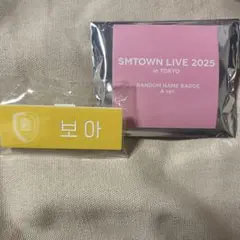 SMTOWN LIVE 2025
in TOKYO
RANDOM NAME BADGE
보아